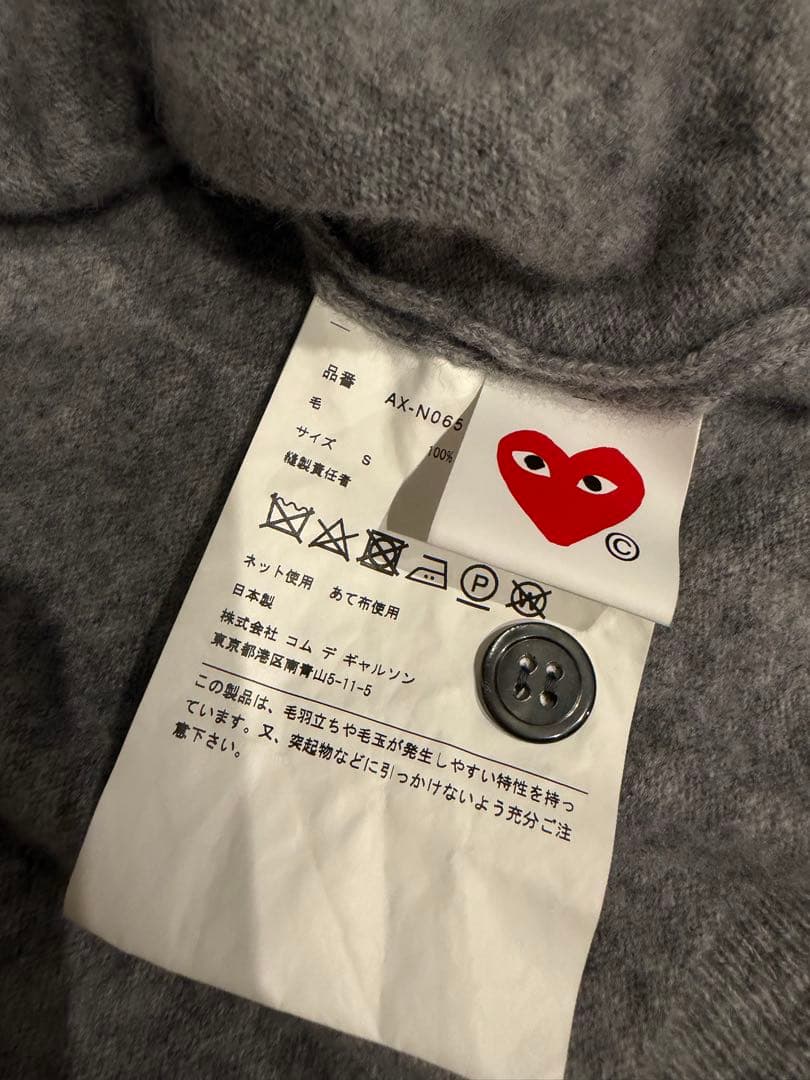 品番 AX-N065
毛 100%
サイズ S
縫製責任者
P
W
ネット使用 あて布使用
日本製
株式会社 コム デ ギャルソン
東京都港区南青山5-11-5
この製品は、毛羽立ちや毛玉が発生しやすい特性を持っ
ています。又、突起物などに引っかけないよう充分ご注
意下さい。
©